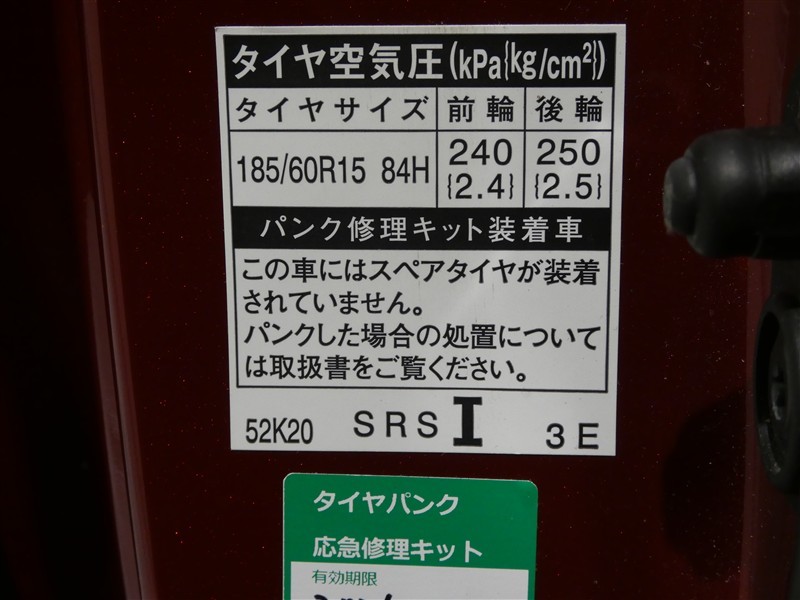 タイヤ空気圧(kPa{kg/cm²})
タイヤサイズ 前輪 後輪
185/60R15 84H 240 250
{2.4} {2.5}
パンク修理キット装着車
この車にはスペアタイヤが装着
されていません。
パンクした場合の処置について
は取扱書をご覧ください。
52K20 SRS I 3E
タイヤパンク
応急修理キット
有効期限